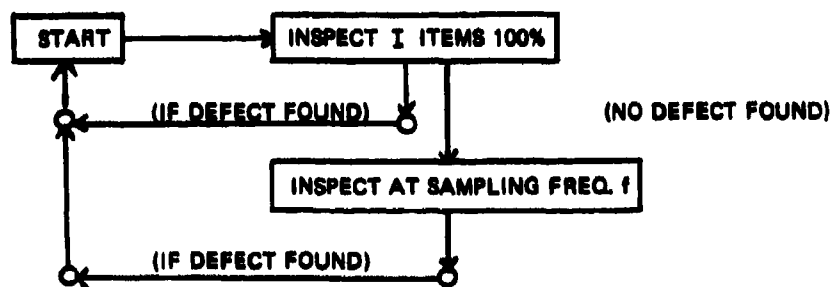 START
INSPECT I ITEMS 100%
(IF DEFECT FOUND)
(NO DEFECT FOUND)
INSPECT AT SAMPLING FREQ. f
(IF DEFECT FOUND)